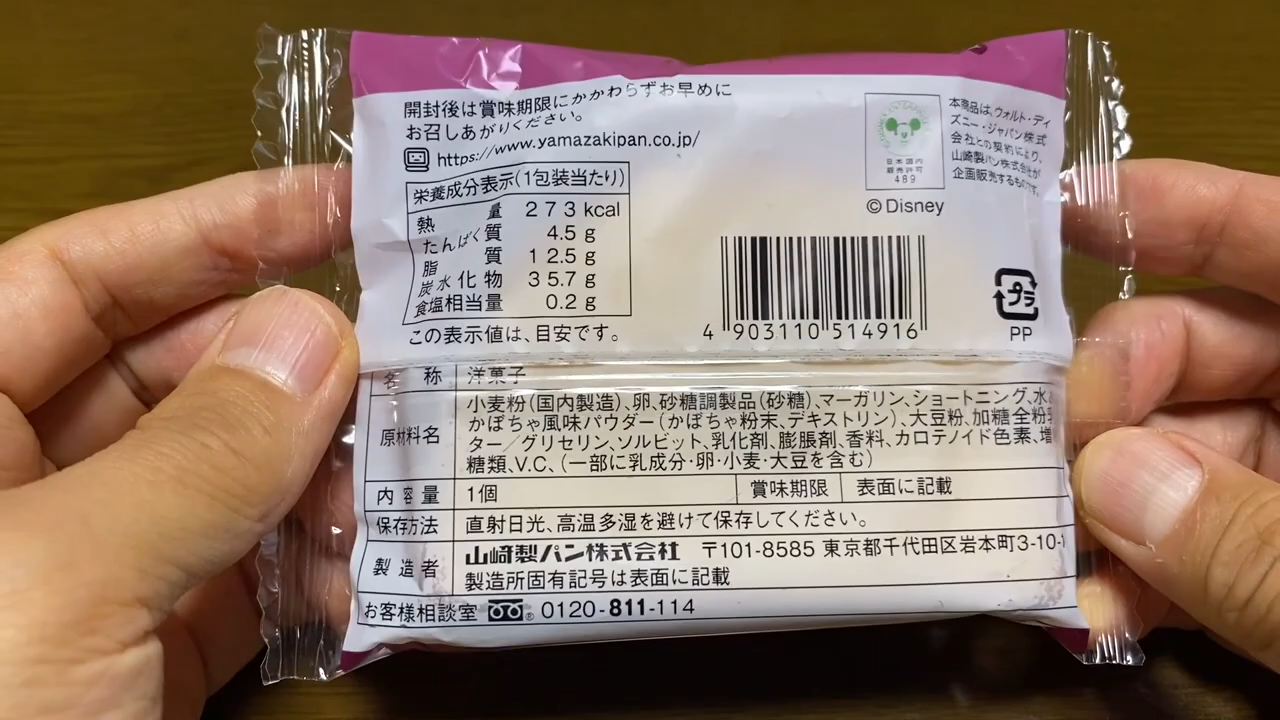 開封後は賞味期限にかかわらずお早めに
お召しあがりください。
https://www.yamazakipan.co.jp/
栄養成分表示(1包装当たり)
熱量 273 kcal
たんぱく質 4.5 g
脂質 12.5 g
炭水化物 35.7 g
食塩相当量 0.2 g
この表示値は、目安です。
日本国内
販売許可
489
本商品は、ウォルト・ディ
ズニー・ジャパン株式
会社との契約により、
山崎製パン株式会社が
企画販売するものです。
©Disney
4 903110 514916
プラ
PP
名称 洋菓子
原材料名 小麦粉(国内製造)、卵、砂糖調製品(砂糖)、マーガリン、ショートニング、水
かぼちゃ風味パウダー(かぼちゃ粉末、デキストリン)、大豆粉、加糖全粉
ター/グリセリン、ソルビット、乳化剤、膨脹剤、香料、カロテノイド色素、増
糖類、V.C、(一部に乳成分・卵・小麦・大豆を含む)
内容量 1個 賞味期限 表面に記載
保存方法 直射日光、高温多湿を避けて保存してください。
製造者 山崎製パン株式会社 〒101-8585 東京都千代田区岩本町3-10-
製造所固有記号は表面に記載
お客様相談室 0120-811-114